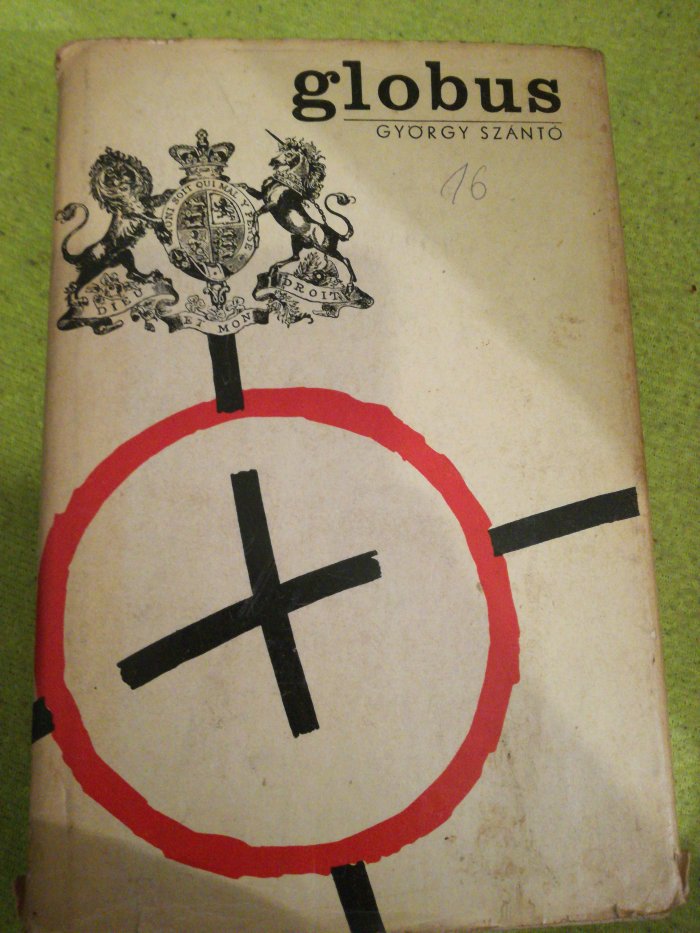 globus
GYÖRGY SZÁNTÓ
16
HONI SOIT QUI MAL Y PENSE
DIEU
ET MON
DROIT